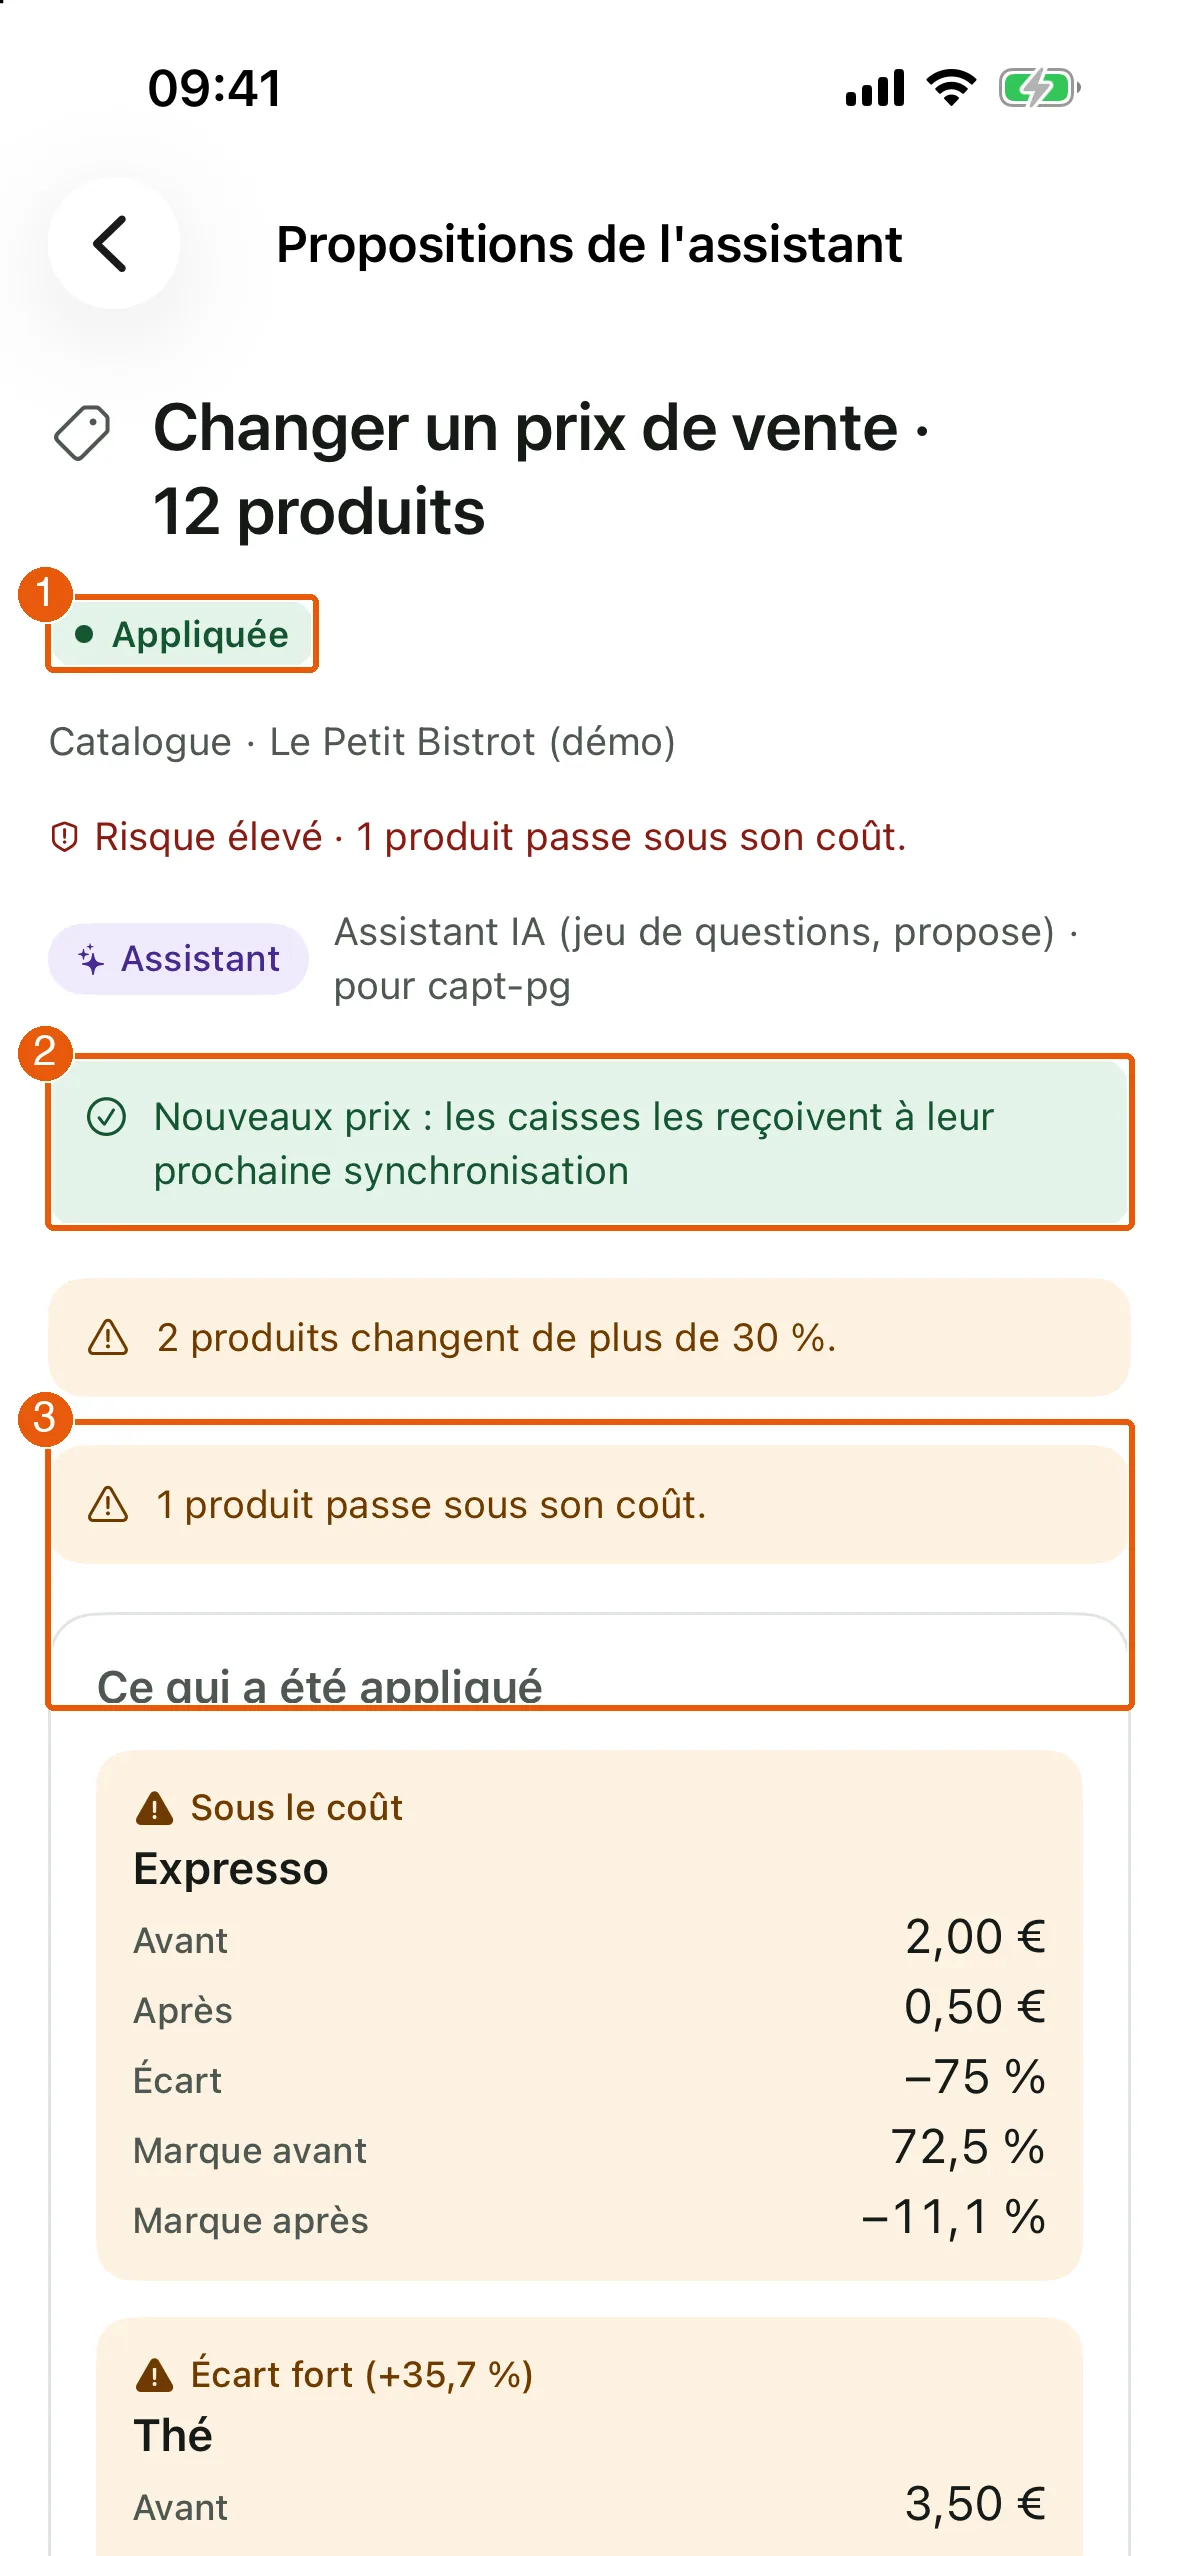 09:41
Propositions de l'assistant
Changer un prix de vente ·
12 produits
1
Appliquée
Catalogue · Le Petit Bistrot (démo)
Risque élevé · 1 produit passe sous son coût.
Assistant
Assistant IA (jeu de questions, propose) ·
pour capt-pg
2
Nouveaux prix : les caisses les reçoivent à leur
prochaine synchronisation
2 produits changent de plus de 30 %.
3
1 produit passe sous son coût.
Ce qui a été appliqué
Sous le coût
Expresso
Avant 2,00 €
Après 0,50 €
Écart –75 %
Marque avant 72,5 %
Marque après –11,1 %
Écart fort (+35,7 %)
Thé
Avant 3,50 €